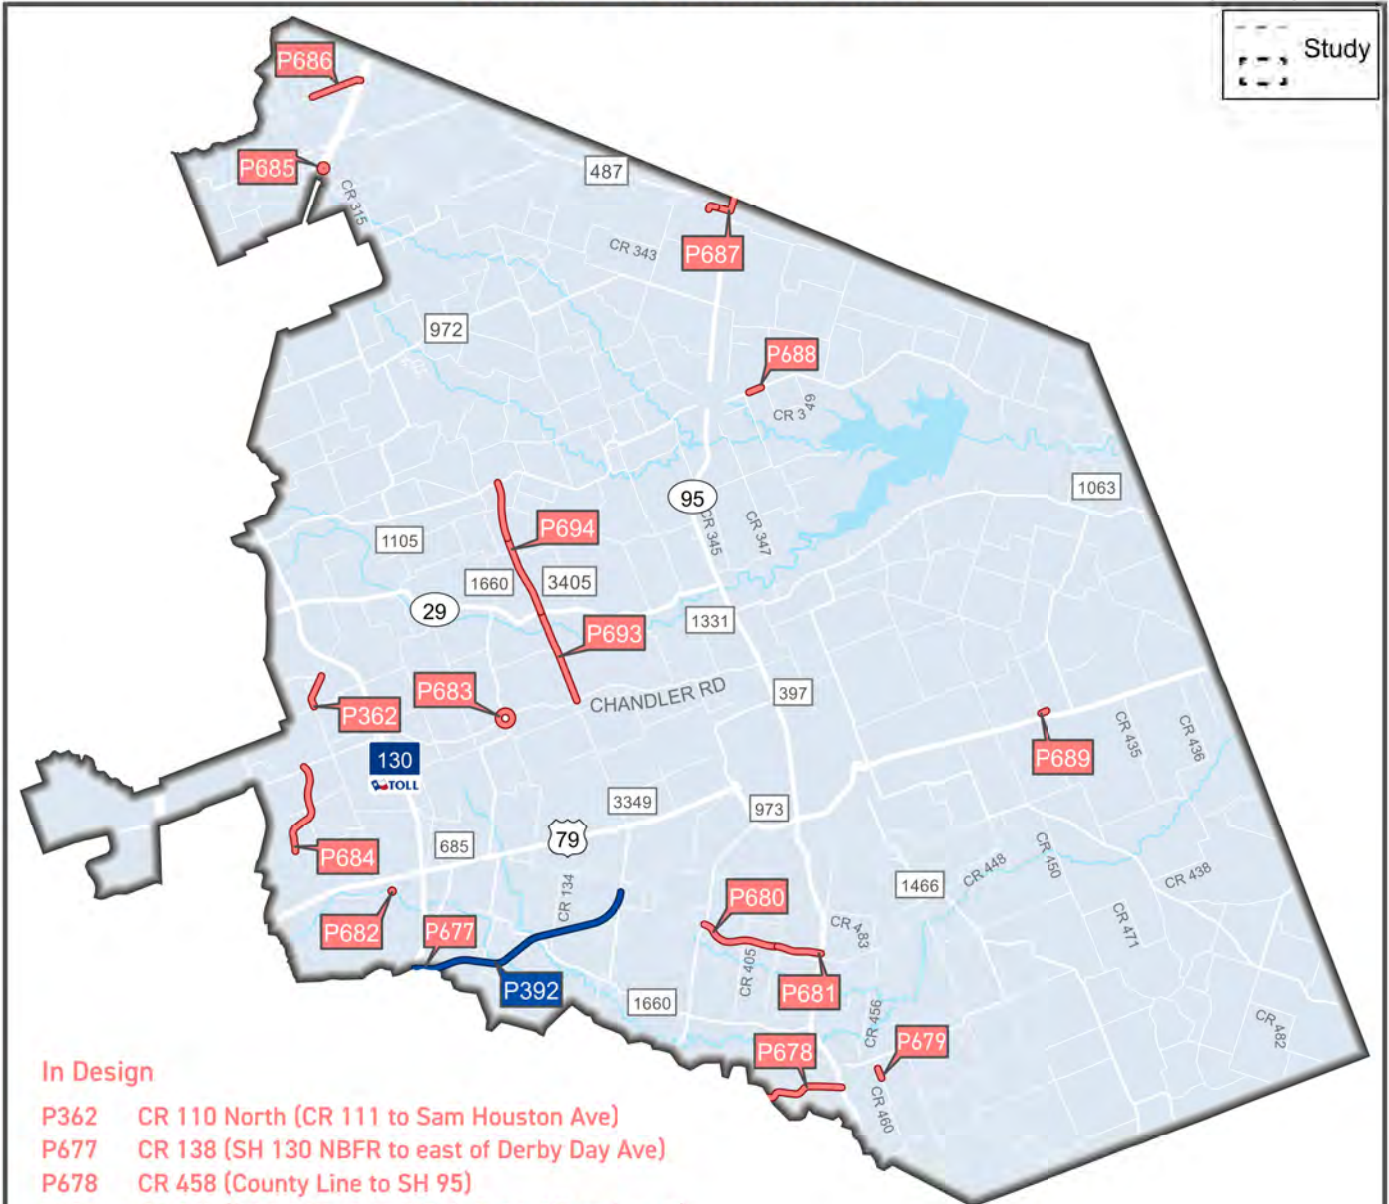 Study
P686
P685
CR 315
487
CR 343
P687
972
P688
CR 3 49
95
1063
CR 345
CR 347
P694
1105
1660
3405
29
1331
P693
P683
CHANDLER RD
397
P362
130
TOLL
CR 435
CR 436
P689
3349
973
79
685
P684
CR 450
CR 448
CR 438
1466
CR 134
P680
P682
P677
CR 483
CR 471
CR 405
P392
P681
1660
CR 456
CR 482
P678
P679
CR 460
In Design
P362 CR 110 North (CR 111 to Sam Houston Ave)
P677 CR 138 (SH 130 NBFR to east of Derby Day Ave)
P678 CR 458 (County Line to SH 95)